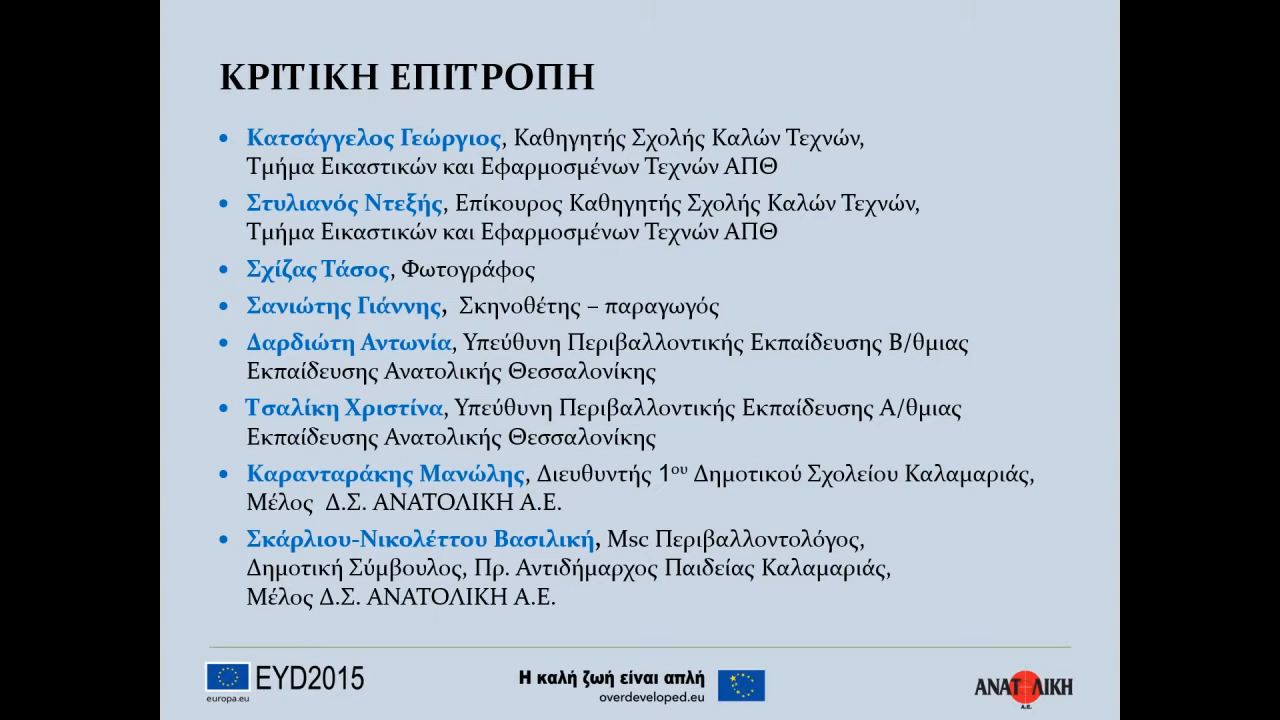 ΚΡΙΤΙΚΗ ΕΠΙΤΡΟΠΗ
• Κατσάγγελος Γεώργιος, Καθηγητής Σχολής Καλών Τεχνών,
Τμήμα Εικαστικών και Εφαρμοσμένων Τεχνών ΑΠΘ
• Στυλιανός Ντεξής, Επίκουρος Καθηγητής Σχολής Καλών Τεχνών,
Τμήμα Εικαστικών και Εφαρμοσμένων Τεχνών ΑΠΘ
• Σχίζας Τάσος, Φωτογράφος
• Σανιώτης Γιάννης, Σκηνοθέτης – παραγωγός
• Δαρδιώτη Αντωνία, Υπεύθυνη Περιβαλλοντικής Εκπαίδευσης Β/θμιας
Εκπαίδευσης Ανατολικής Θεσσαλονίκης
• Τσαλίκη Χριστίνα, Υπεύθυνη Περιβαλλοντικής Εκπαίδευσης Α/θμιας
Εκπαίδευσης Ανατολικής Θεσσαλονίκης
• Καρανταράκης Μανώλης, Διευθυντής 1ου Δημοτικού Σχολείου Καλαμαριάς,
Μέλος Δ.Σ. ΑΝΑΤΟΛΙΚΗ Α.Ε.
• Σκάρλιου-Νικολέττου Βασιλική, Msc Περιβαλλοντολόγος,
Δημοτική Σύμβουλος, Πρ. Αντιδήμαρχος Παιδείας Καλαμαριάς,
Μέλος Δ.Σ. ΑΝΑΤΟΛΙΚΗ Α.Ε.
EYD2015
europa.eu
Η καλή ζωή είναι απλή
overdeveloped.eu
ΑΝΑΤΟΛΙΚΗ
Α.Ε.